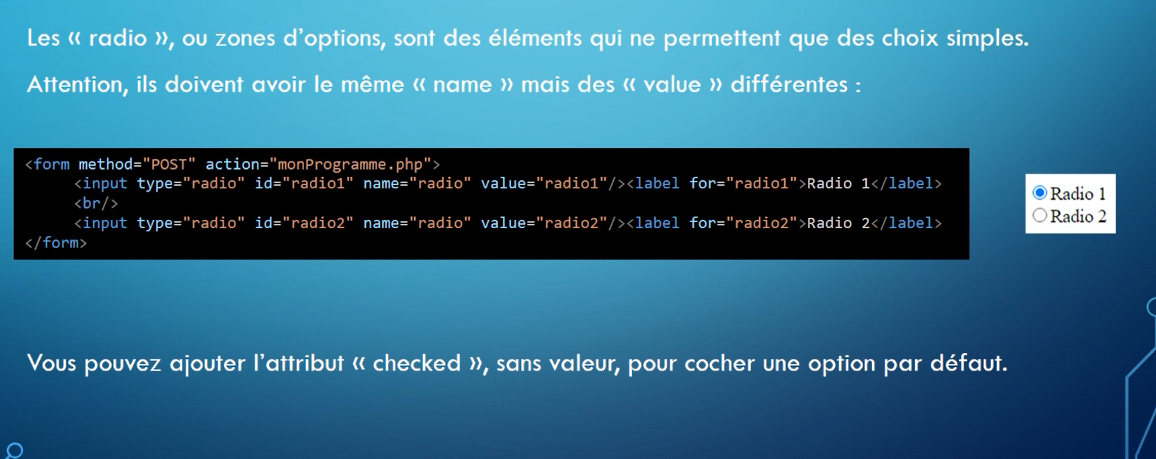 Les « radio », ou zones d'options, sont des éléments qui ne permettent que des choix simples.
Attention, ils doivent avoir le même « name » mais des « value » différentes :
<form method="POST" action="monProgramme.php">
<input type="radio" id="radio1" name="radio" value="radio1"/><label for="radio1">Radio 1</label>
<br/>
<input type="radio" id="radio2" name="radio" value="radio2"/><label for="radio2">Radio 2</label>
</form>
Radio 1
Radio 2
Vous pouvez ajouter l'attribut « checked », sans valeur, pour cocher une option par défaut.